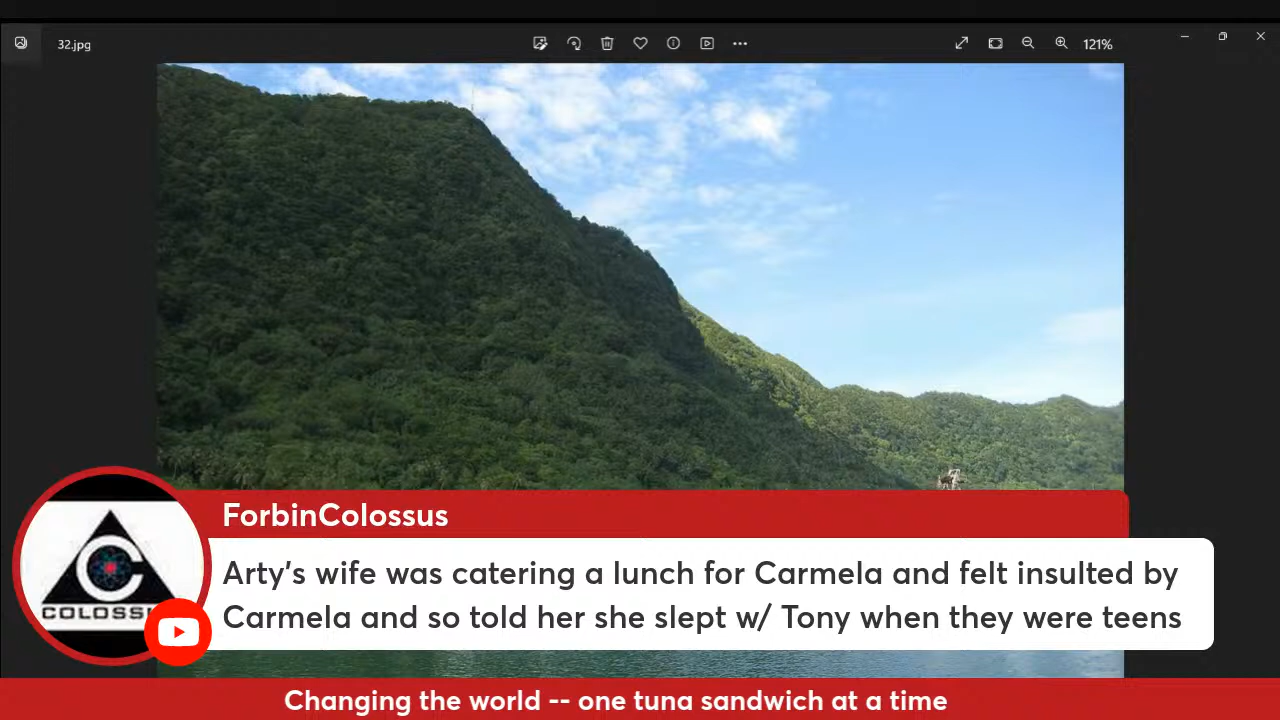 32.jpg
121%
ForbinColossus
Arty's wife was catering a lunch for Carmela and felt insulted by
Carmela and so told her she slept w/ Tony when they were teens
C
COLOSS
Changing the world -- one tuna sandwich at a time